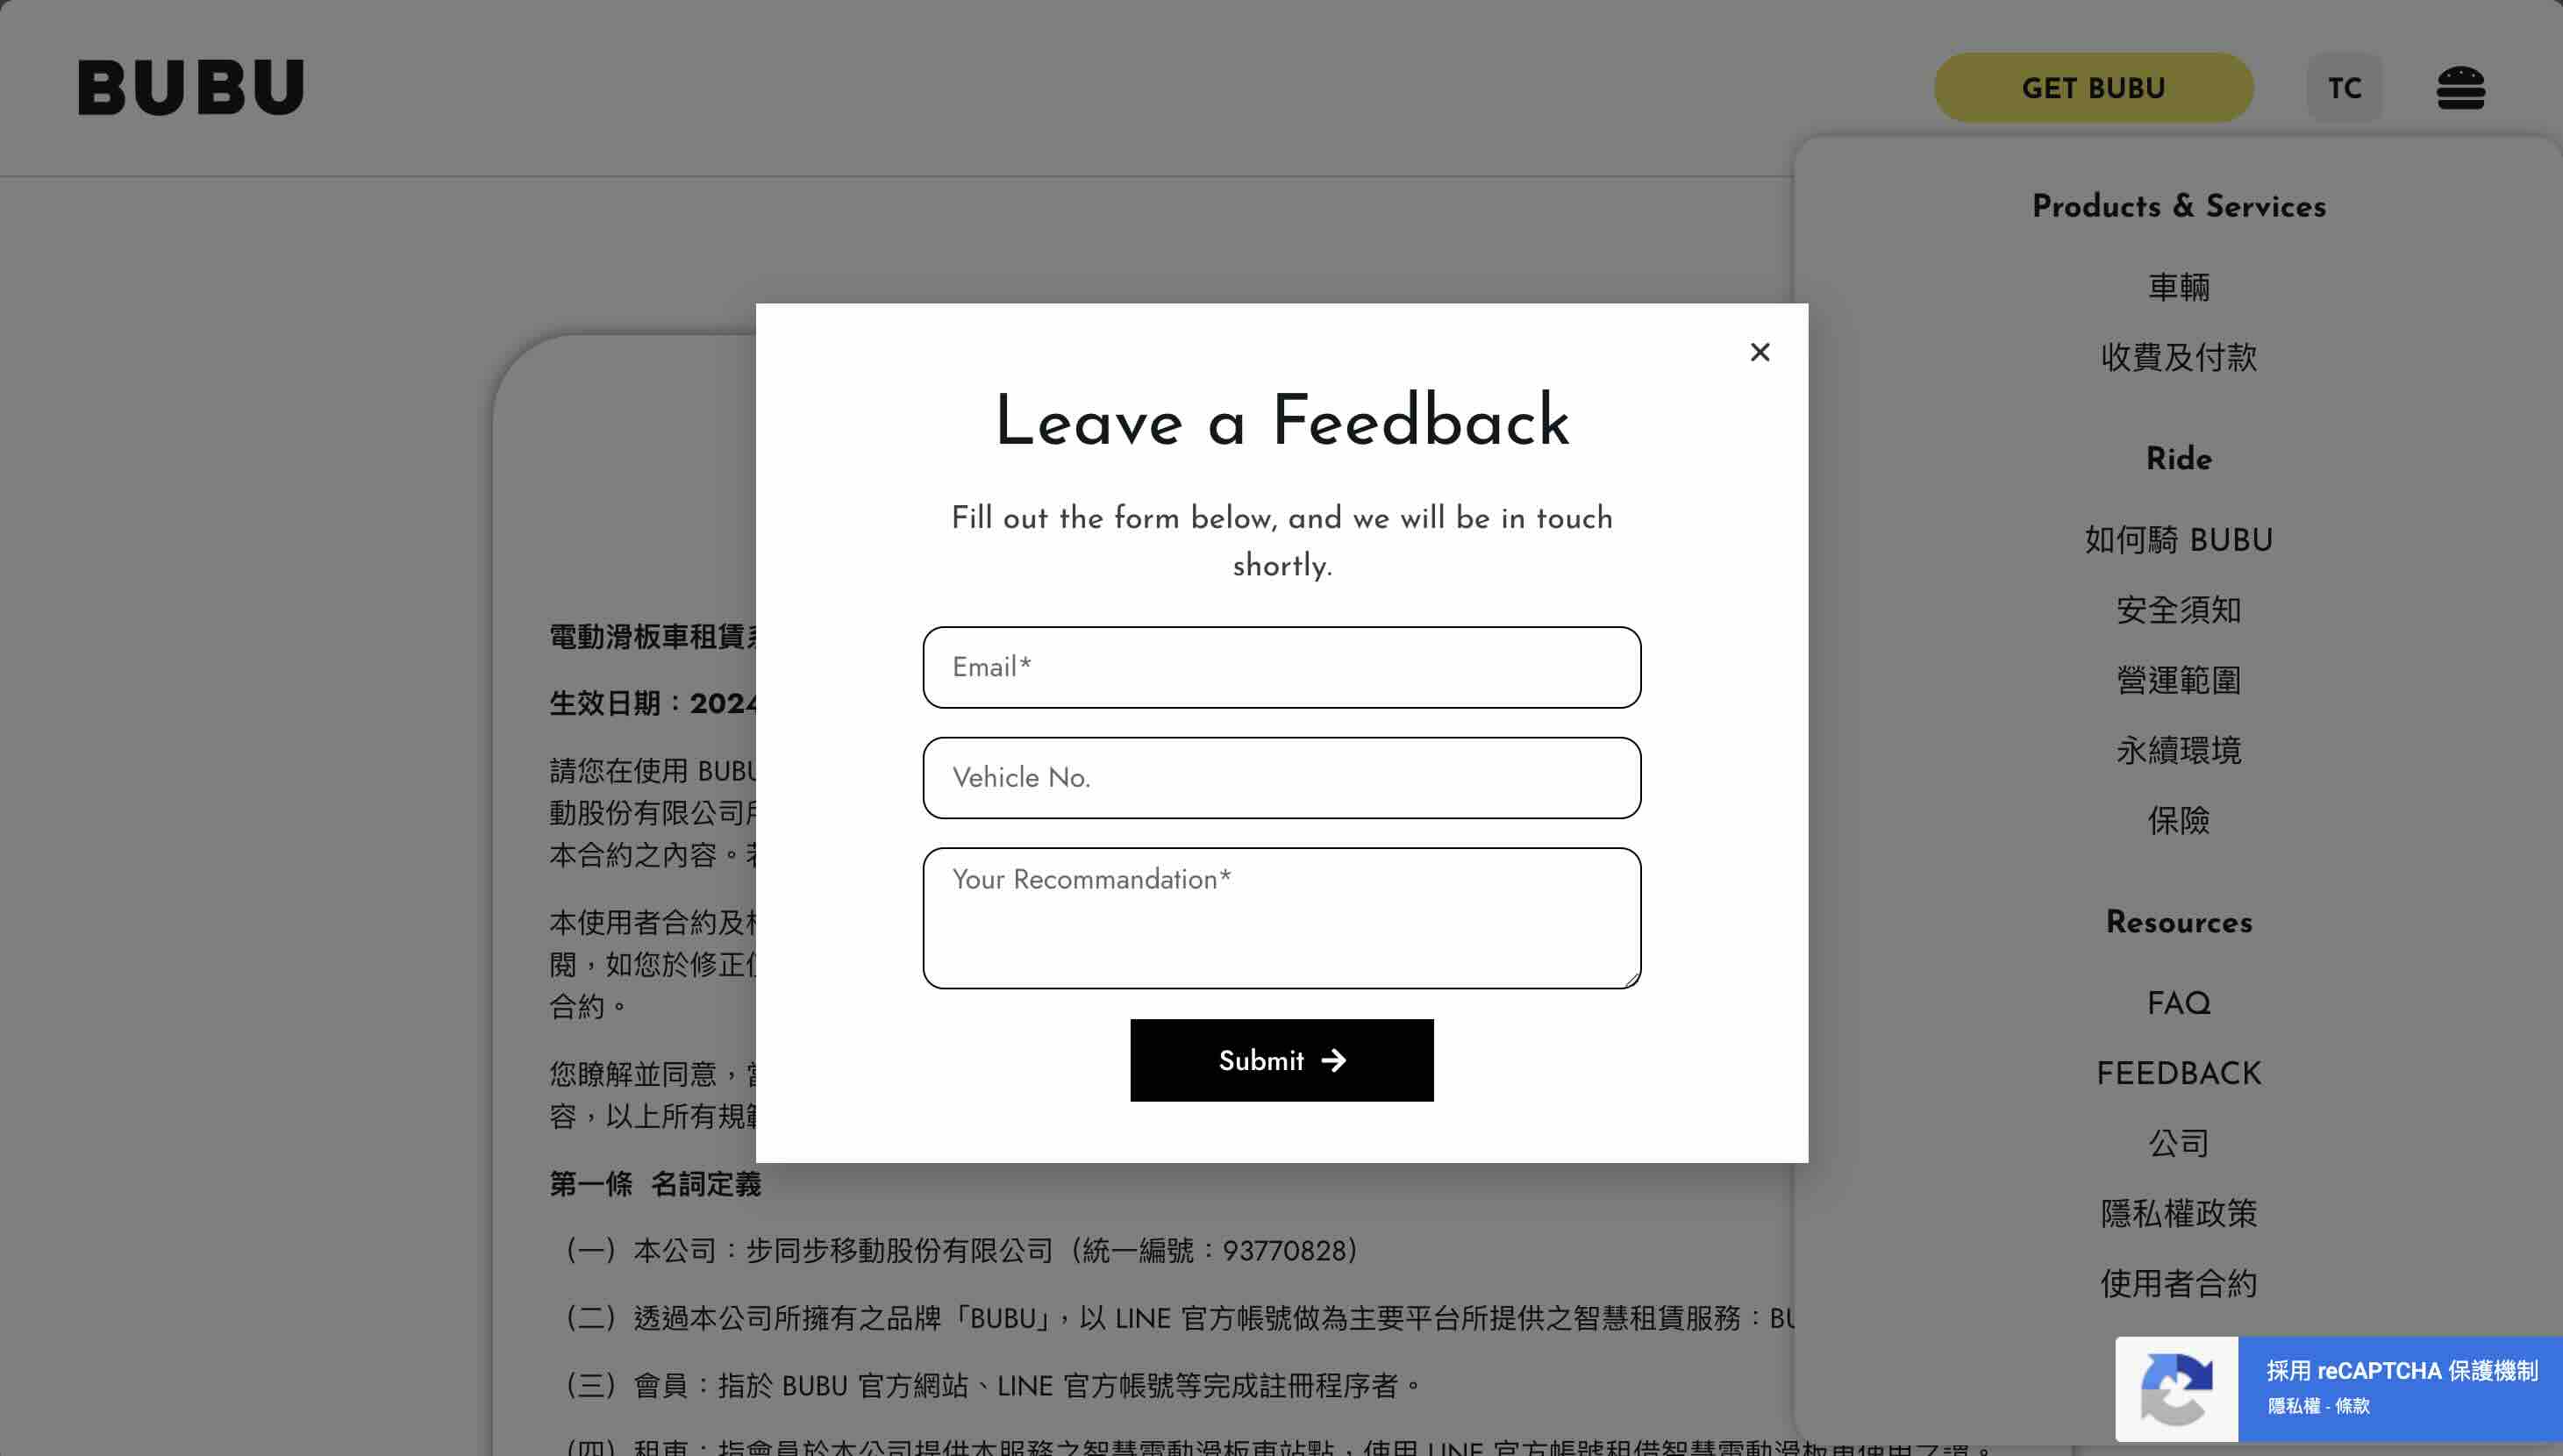 BUBU
GET BUBU
TC
Products & Services
車輛
收費及付款
Ride
如何騎 BUBU
安全須知
營運範圍
永續環境
保險
Resources
FAQ
FEEDBACK
公司
隱私權政策
使用者合約
Leave a Feedback
Fill out the form below, and we will be in touch
shortly.
Email*
Vehicle No.
Your Recommandation*
Submit
電動滑板車租賃
生效日期：2024
請您在使用 BUBU
動股份有限公司所
本合約之內容。若
本使用者合約及
閱，如您於修正
合約。
您瞭解並同意，當
容，以上所有規範
第一條 名詞定義
（一）本公司：步同步移動股份有限公司（統一編號：93770828）
（二）透過本公司所擁有之品牌「BUBU」，以 LINE 官方帳號做為主要平台所提供之智慧租賃服務：BU
（三）會員：指於 BUBU 官方網站、LINE 官方帳號等完成註冊程序者。
（四）租車：指會員於本公司提供本服務之智慧電動滑板車站點，使用 LINE 官方帳號租借智慧電動滑板車使用之謂。
採用 reCAPTCHA 保護機制
隱私權 - 條款